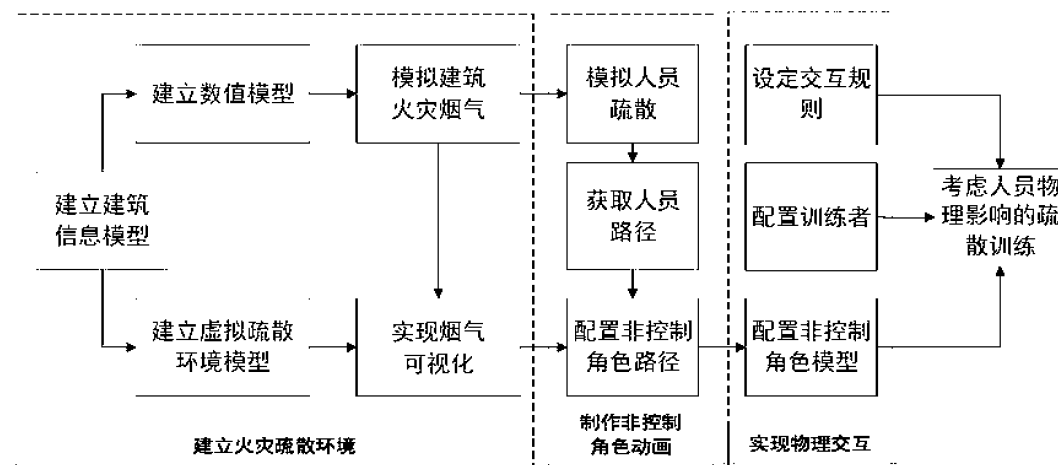 建立数值模型
模拟建筑
火灾烟气
模拟人员
疏散
设定交互规
则
建立建筑
信息模型
获取人员
路径
配置训练者
考虑人员物
理影响的疏
散训练
建立虚拟疏散
环境模型
实现烟气
可视化
配置非控制
角色路径
配置非控制
角色模型
建立火灾疏散环境
制作非控制
角色动画
实现物理交互